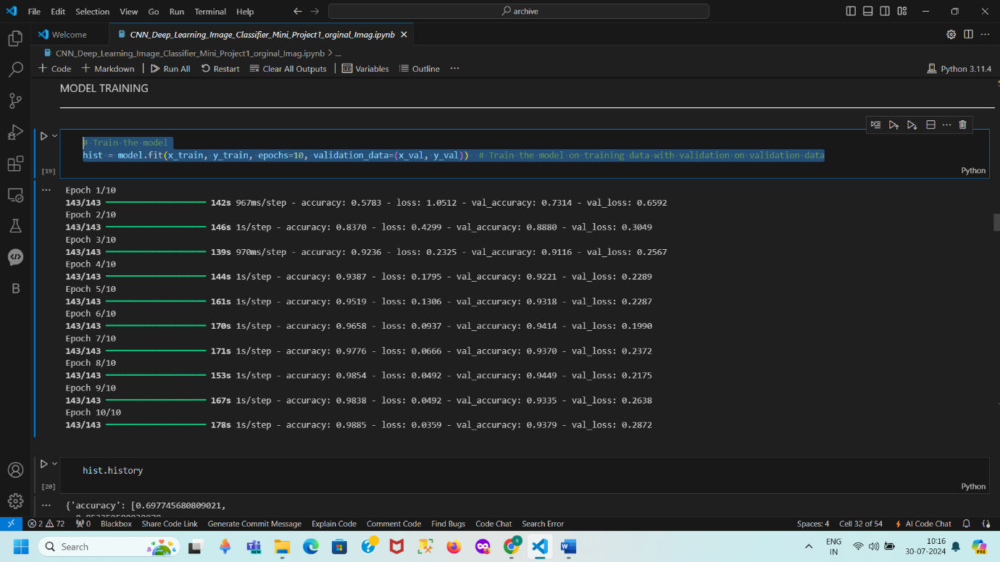 File Edit Selection View Go Run Terminal Help
archive
Welcome
CNN_Deep_Learning_Image_Classifier_Mini_Project1_orginal_Imag.ipynb
CNN_Deep_Learning_Image_Classifier_Mini_Project1_orginal_Imag.ipynb > ...
+ Code + Markdown Run All Restart Clear All Outputs Variables Outline ... Python 3.11.4
MODEL TRAINING
# Train the model
hist = model.fit(x_train, y_train, epochs=10, validation_data=(x_val, y_val)) # Train the model on training data with validation on validation data
[19] Python
Epoch 1/10
143/143 142s 967ms/step - accuracy: 0.5783 - loss: 1.0512 - val_accuracy: 0.7314 - val_loss: 0.6592
Epoch 2/10
143/143 146s 1s/step - accuracy: 0.8370 - loss: 0.4299 - val_accuracy: 0.8880 - val_loss: 0.3049
Epoch 3/10
143/143 139s 970ms/step - accuracy: 0.9236 - loss: 0.2325 - val_accuracy: 0.9116 - val_loss: 0.2567
Epoch 4/10
143/143 144s 1s/step - accuracy: 0.9387 - loss: 0.1795 - val_accuracy: 0.9221 - val_loss: 0.2289
Epoch 5/10
143/143 161s 1s/step - accuracy: 0.9519 - loss: 0.1306 - val_accuracy: 0.9318 - val_loss: 0.2287
Epoch 6/10
143/143 170s 1s/step - accuracy: 0.9658 - loss: 0.0937 - val_accuracy: 0.9414 - val_loss: 0.1990
Epoch 7/10
143/143 171s 1s/step - accuracy: 0.9776 - loss: 0.0666 - val_accuracy: 0.9370 - val_loss: 0.2372
Epoch 8/10
143/143 153s 1s/step - accuracy: 0.9854 - loss: 0.0492 - val_accuracy: 0.9449 - val_loss: 0.2175
Epoch 9/10
143/143 167s 1s/step - accuracy: 0.9838 - loss: 0.0492 - val_accuracy: 0.9335 - val_loss: 0.2638
Epoch 10/10
143/143 178s 1s/step - accuracy: 0.9885 - loss: 0.0359 - val_accuracy: 0.9379 - val_loss: 0.2872
hist.history
[20] Python
{'accuracy': [0.697745680809021,
2 72 0 Blackbox Share Code Link Generate Commit Message Explain Code Comment Code Find Bugs Code Chat Search Error Spaces: 4 Cell 32 of 54 AI Code Chat
Search
ENG
IN
10:16
30-07-2024